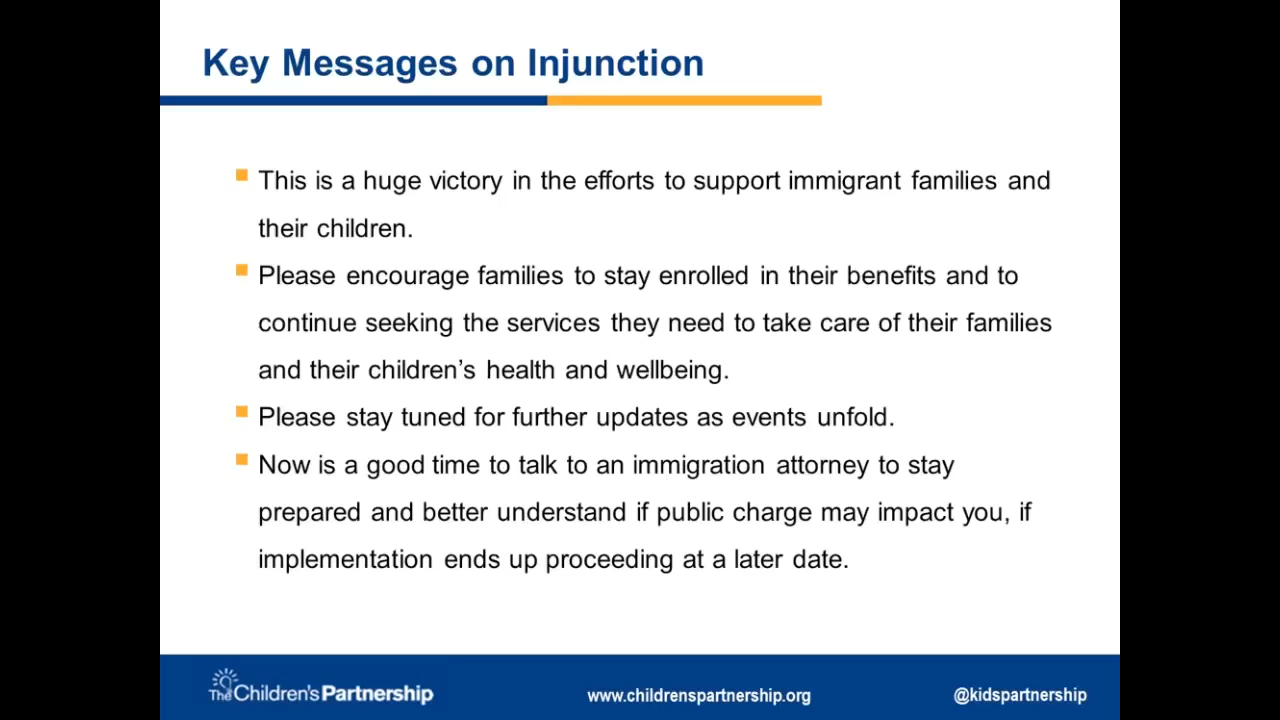 Key Messages on Injunction
This is a huge victory in the efforts to support immigrant families and
their children.
Please encourage families to stay enrolled in their benefits and to
continue seeking the services they need to take care of their families
and their children’s health and wellbeing.
Please stay tuned for further updates as events unfold.
Now is a good time to talk to an immigration attorney to stay
prepared and better understand if public charge may impact you, if
implementation ends up proceeding at a later date.
The Children's Partnership
www.childrenspartnership.org
@kidspartnership